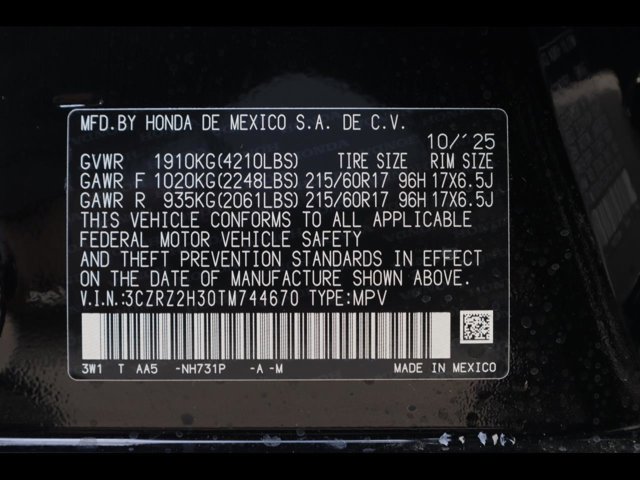 MFD.BY HONDA DE MEXICO S.A. DE C.V.
10/´25
GVWR 1910KG(4210LBS) TIRE SIZE RIM SIZE
GAWR F 1020KG(2248LBS) 215/60R17 96H 17X6.5J
GAWR R 935KG(2061LBS) 215/60R17 96H 17X6.5J
THIS VEHICLE CONFORMS TO ALL APPLICABLE
FEDERAL MOTOR VEHICLE SAFETY
AND THEFT PREVENTION STANDARDS IN EFFECT
ON THE DATE OF MANUFACTURE SHOWN ABOVE.
V.I.N.:3CZRZ2H30TM744670 TYPE:MPV
3W1 T AA5 -NH731P -A -M MADE IN MEXICO